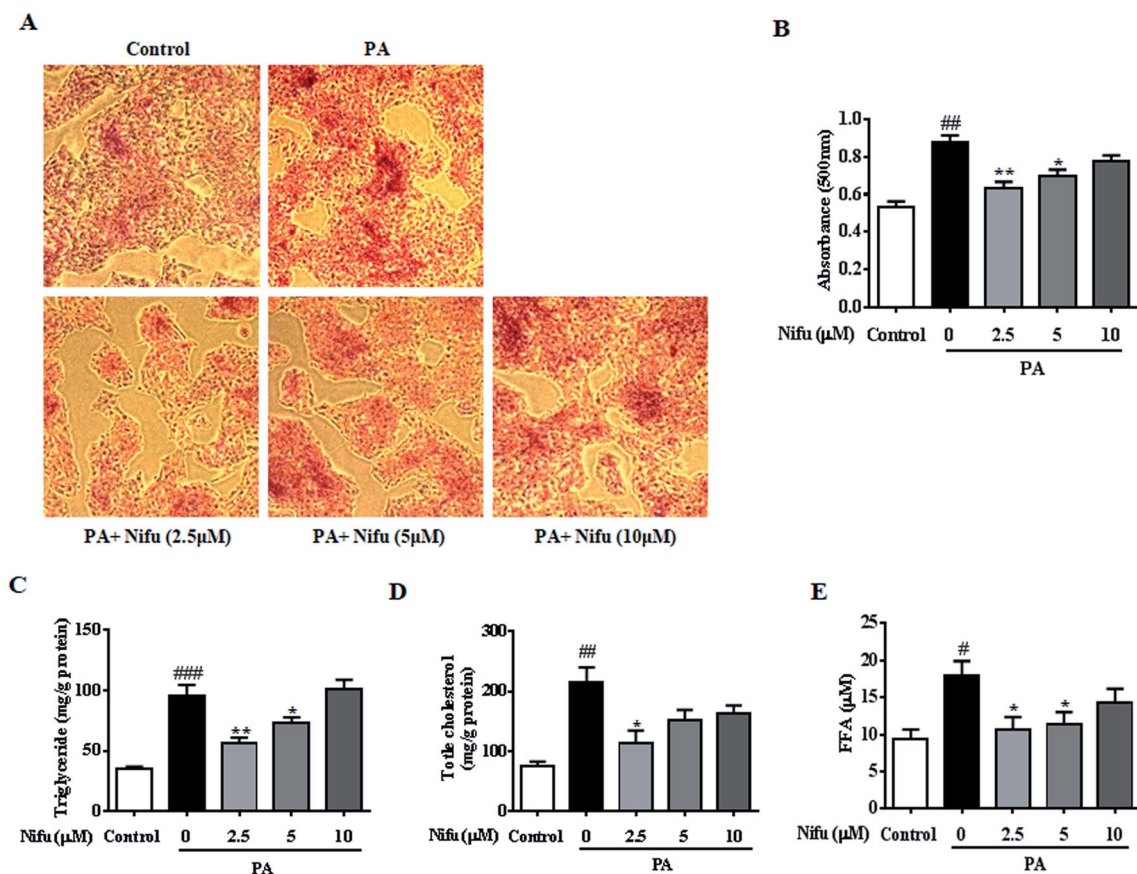 A
Control PA
PA+ Nifu (2.5μM) PA+ Nifu (5μM) PA+ Nifu (10μM)
B
Absorbance (500nm)
1.0
0.8
0.6
0.4
0.2
0.0
## ** *
Nifu (μM) Control 0 2.5 5 10
PA
C
Triglyceride (mg/g protein)
150
100
50
0
### ** *
Nifu (μM) Control 0 2.5 5 10
PA
D
Totle cholesterol
(mg/g protein)
300
200
100
0
## *
Nifu (μM) Control 0 2.5 5 10
PA
E
FFA (μM)
25
20
15
10
5
0
# * *
Nifu (μM) Control 0 2.5 5 10
PA